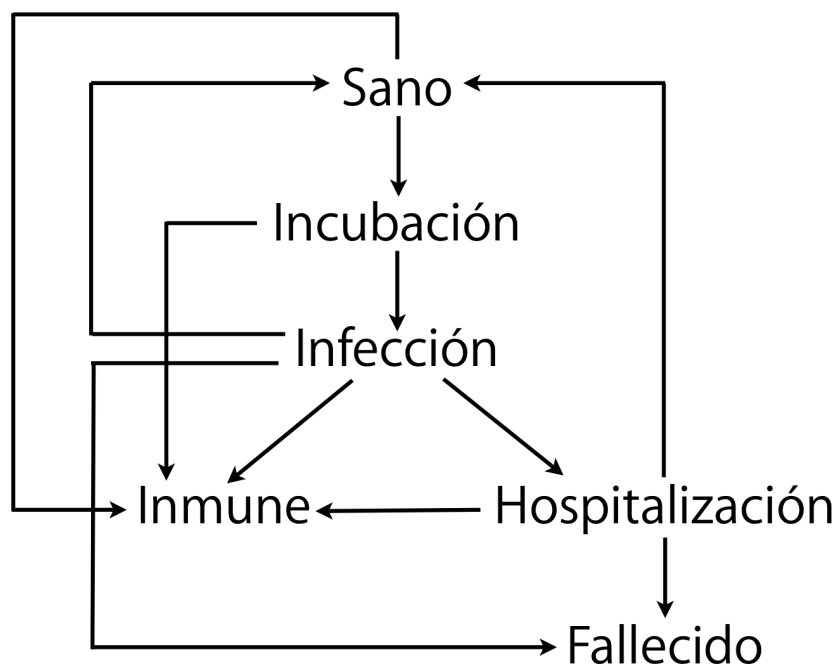 Sano
Incubación
Infección
Inmune
Hospitalización
Fallecido